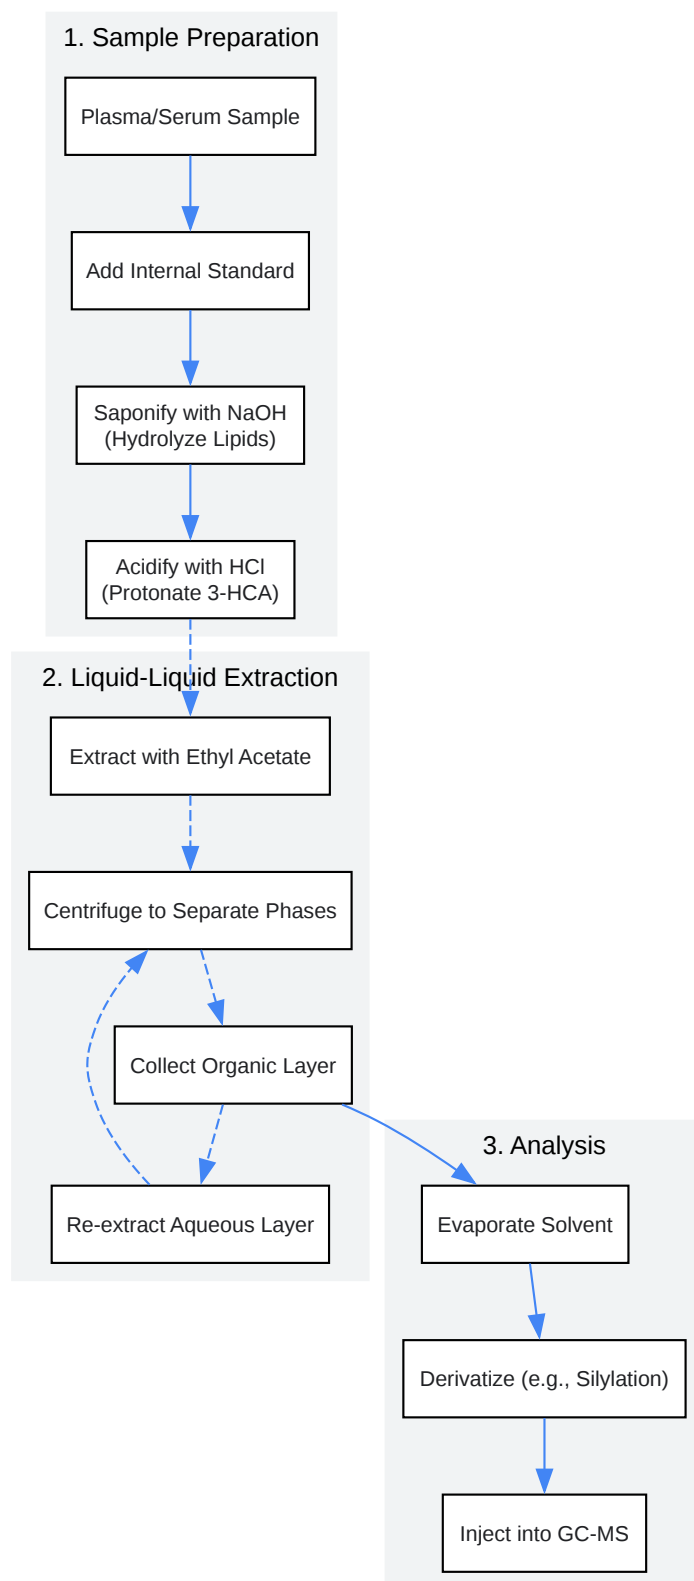 1. Sample Preparation
Plasma/Serum Sample
Add Internal Standard
Saponify with NaOH
(Hydrolyze Lipids)
Acidify with HCl
(Protonate 3-HCA)
2. Liquid-Liquid Extraction
Extract with Ethyl Acetate
Centrifuge to Separate Phases
Collect Organic Layer
Re-extract Aqueous Layer
3. Analysis
Evaporate Solvent
Derivatize (e.g., Silylation)
Inject into GC-MS